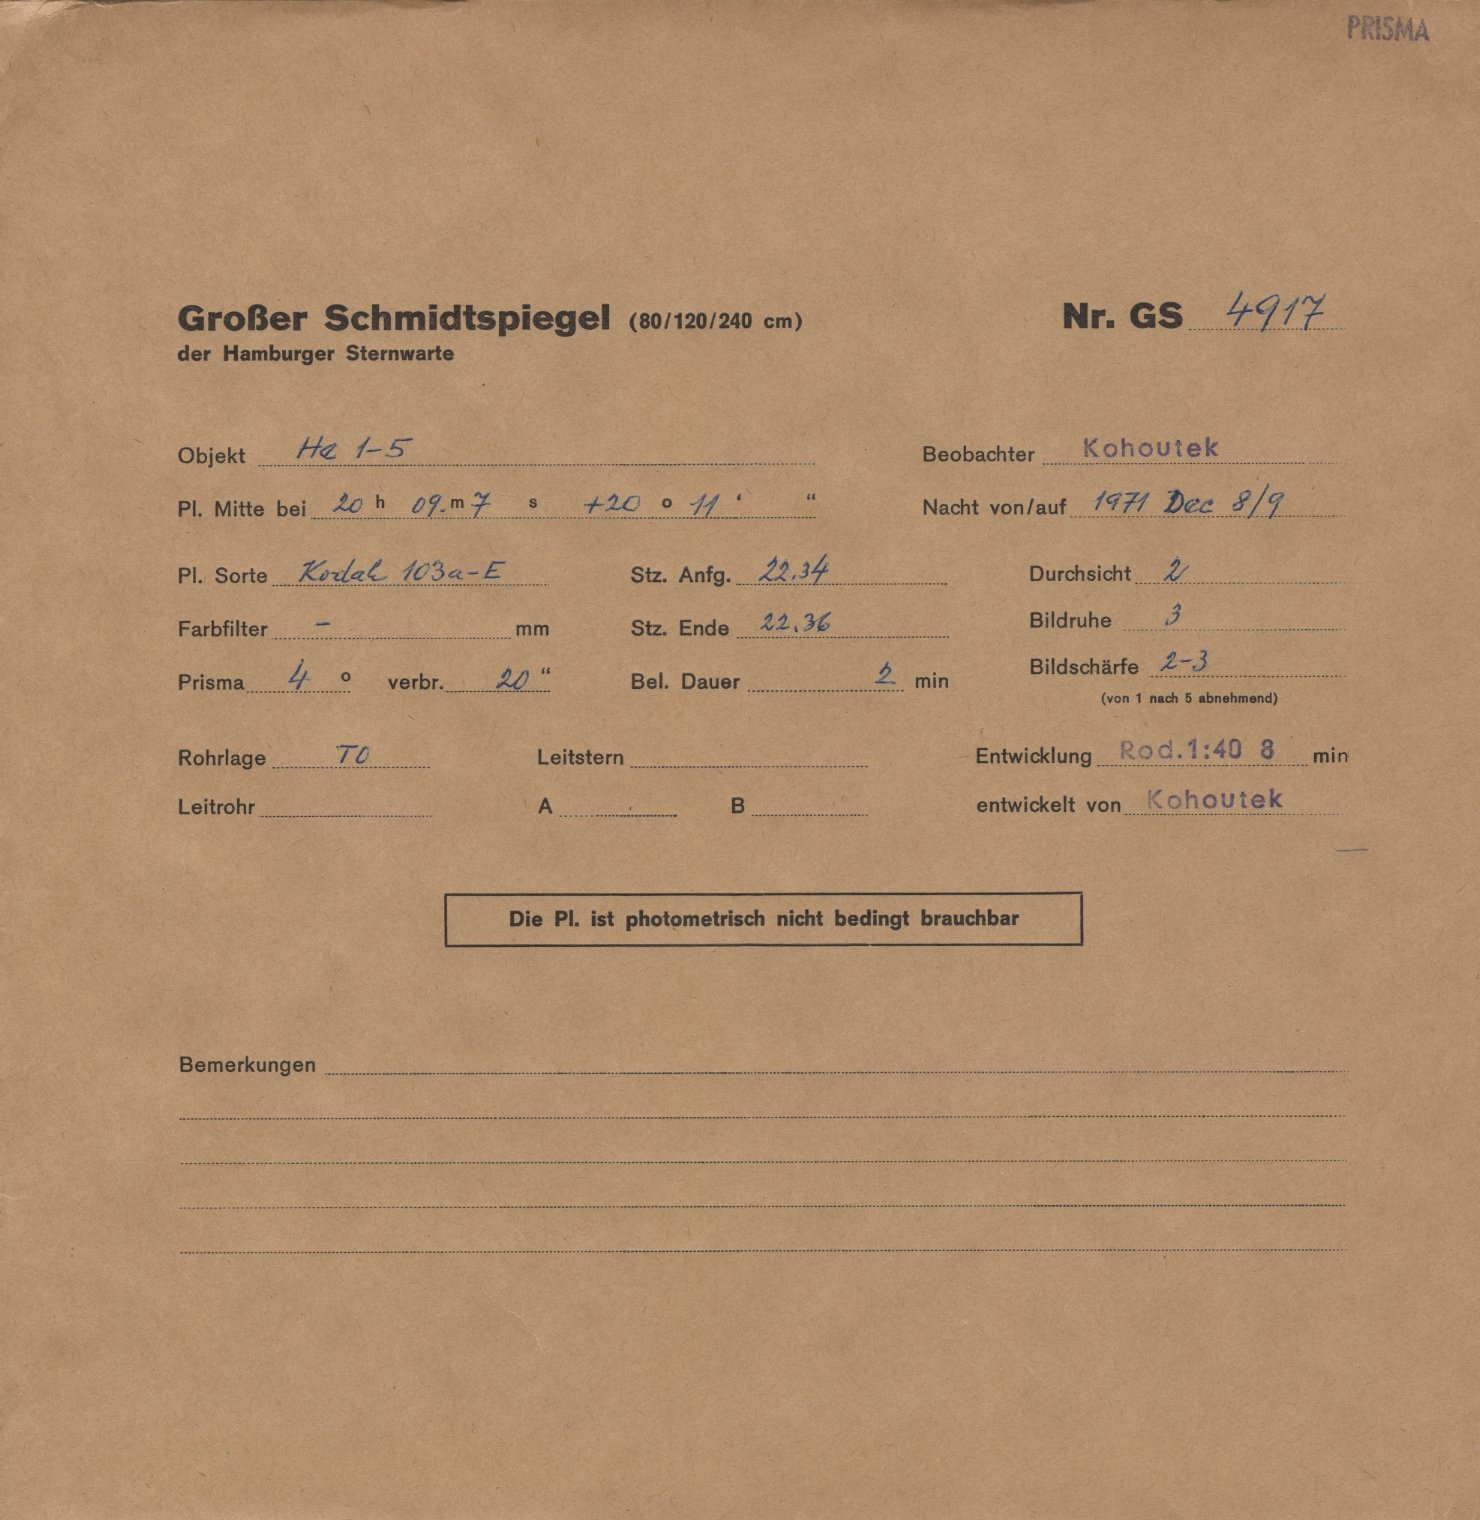 PRISMA
Großer Schmidtspiegel (80/120/240 cm) Nr. GS 4917
der Hamburger Sternwarte
Objekt He 1-5 Beobachter Kohoutek
Pl. Mitte bei 20 h 09. m 7 s +20 o 11 ' " Nacht von/auf 1971 Dec 8/9
Pl. Sorte Kodak 103a-E Stz. Anfg. 22.34 Durchsicht 2
Farbfilter – mm Stz. Ende 22.36 Bildruhe 3
Prisma 4 o verbr. 20 " Bel. Dauer 2 min Bildschärfe 2-3
(von 1 nach 5 abnehmend)
Rohrlage TO Leitstern Entwicklung Rod.1:40 8 min
Leitrohr A B entwickelt von Kohoutek
Die Pl. ist photometrisch nicht bedingt brauchbar
Bemerkungen